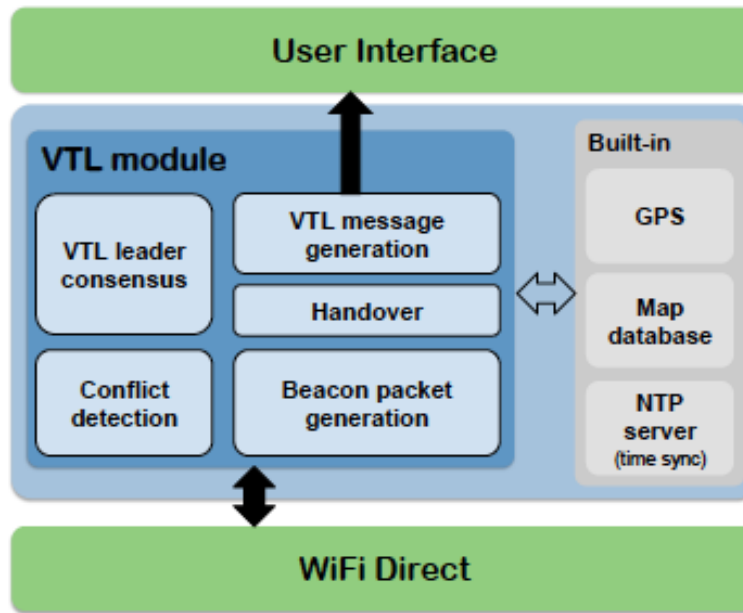 User Interface
VTL module
VTL leader
consensus
VTL message
generation
Handover
Conflict
detection
Beacon packet
generation
Built-in
GPS
Map
database
NTP
server
(time sync)
WiFi Direct